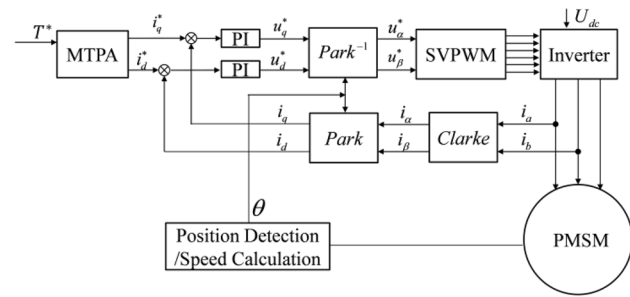 T*
MTPA
i_q^*
i_d^*
PI
PI
u_q^*
u_d^*
Park⁻¹
u_α^*
u_β^*
SVPWM
U_dc
Inverter
i_q
i_d
Park
i_α
i_β
Clarke
i_a
i_b
θ
Position Detection
/Speed Calculation
PMSM